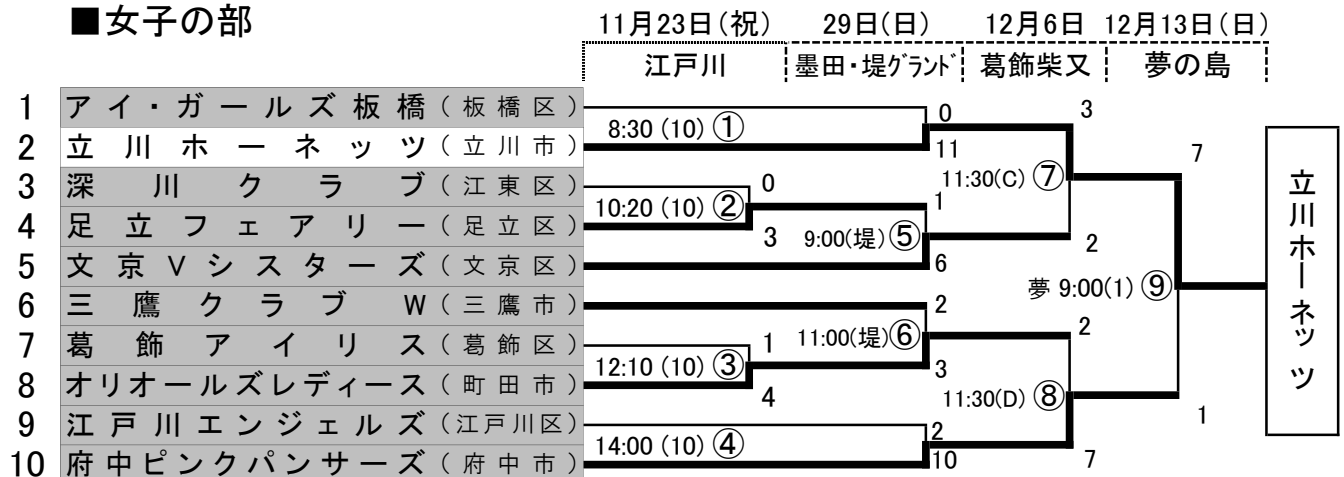 ■女子の部
11月23日(祝) 29日(日) 12月6日 12月13日(日)
江戸川 墨田・堤グランド 葛飾柴又 夢の島
1 アイ・ガールズ板橋(板橋区)
2 立川ホーネッツ(立川市)
3 深川クラブ(江東区)
4 足立フェアリー(足立区)
5 文京Vシスターズ(文京区)
6 三鷹クラブW(三鷹市)
7 葛飾アイリス(葛飾区)
8 オリオールズレディース(町田市)
9 江戸川エンジェルズ(江戸川区)
10 府中ピンクパンサーズ(府中市)
8:30 (10) ①
10:20 (10) ②
0
3
12:10 (10) ③
1
4
14:00 (10) ④
0
11
1
9:00(堤) ⑤
6
2
11:00(堤) ⑥
3
2
10
3
11:30(C) ⑦
2
2
11:30(D) ⑧
7
7
夢 9:00(1) ⑨
1
立川ホーネッツ